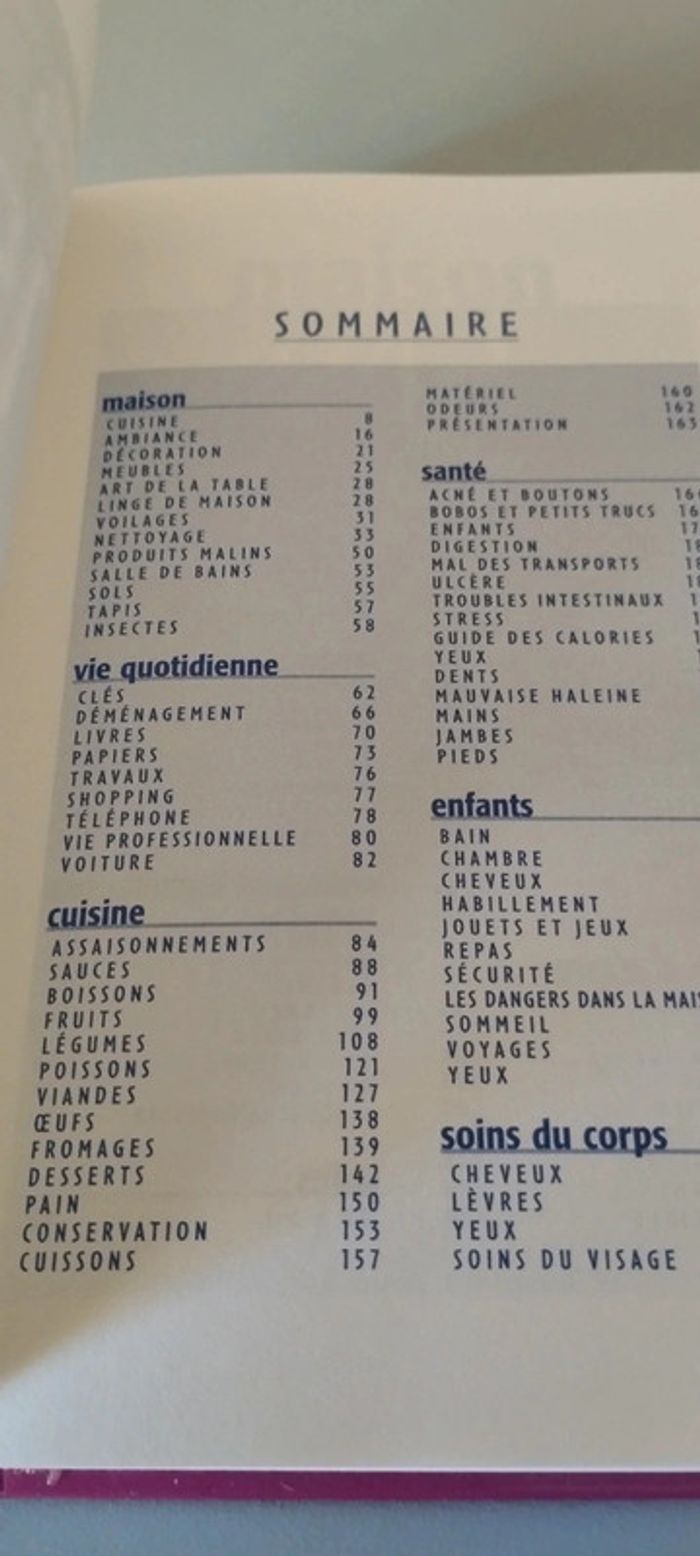 SOMMAIRE
maison
CUISINE 8
AMBIANCE 16
DÉCORATION 21
MEUBLES 25
ART DE LA TABLE 28
LINGE DE MAISON 28
VOILAGES 31
NETTOYAGE 33
PRODUITS MALINS 50
SALLE DE BAINS 53
SOLS 55
TAPIS 57
INSECTES 58
vie quotidienne
CLÉS 62
DÉMÉNAGEMENT 66
LIVRES 70
PAPIERS 73
TRAVAUX 76
SHOPPING 77
TÉLÉPHONE 78
VIE PROFESSIONNELLE 80
VOITURE 82
cuisine
ASSAISONNEMENTS 84
SAUCES 88
BOISSONS 91
FRUITS 99
LÉGUMES 108
POISSONS 121
VIANDES 127
ŒUFS 138
FROMAGES 139
DESSERTS 142
PAIN 150
CONSERVATION 153
CUISSONS 157
MATÉRIEL 160
ODEURS 162
PRÉSENTATION 163
santé
ACNÉ ET BOUTONS
BOBOS ET PETITS TRUCS
ENFANTS
DIGESTION
MAL DES TRANSPORTS
ULCÈRE
TROUBLES INTESTINAUX
STRESS
GUIDE DES CALORIES
YEUX
DENTS
MAUVAISE HALEINE
MAINS
JAMBES
PIEDS
enfants
BAIN
CHAMBRE
CHEVEUX
HABILLEMENT
JOUETS ET JEUX
REPAS
SÉCURITÉ
LES DANGERS DANS LA
SOMMEIL
VOYAGES
YEUX
soins du corps
CHEVEUX
LÈVRES
YEUX
SOINS DU VISAGE